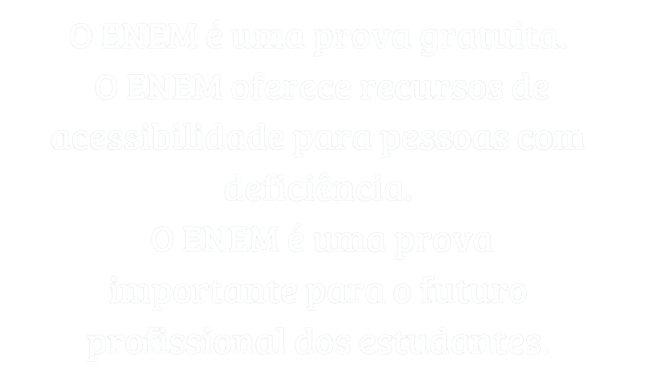 O ENEM é uma prova gratuita.
O ENEM oferece recursos de
acessibilidade para pessoas com
deficiência.
O ENEM é uma prova
importante para o futuro
profissional dos estudantes.